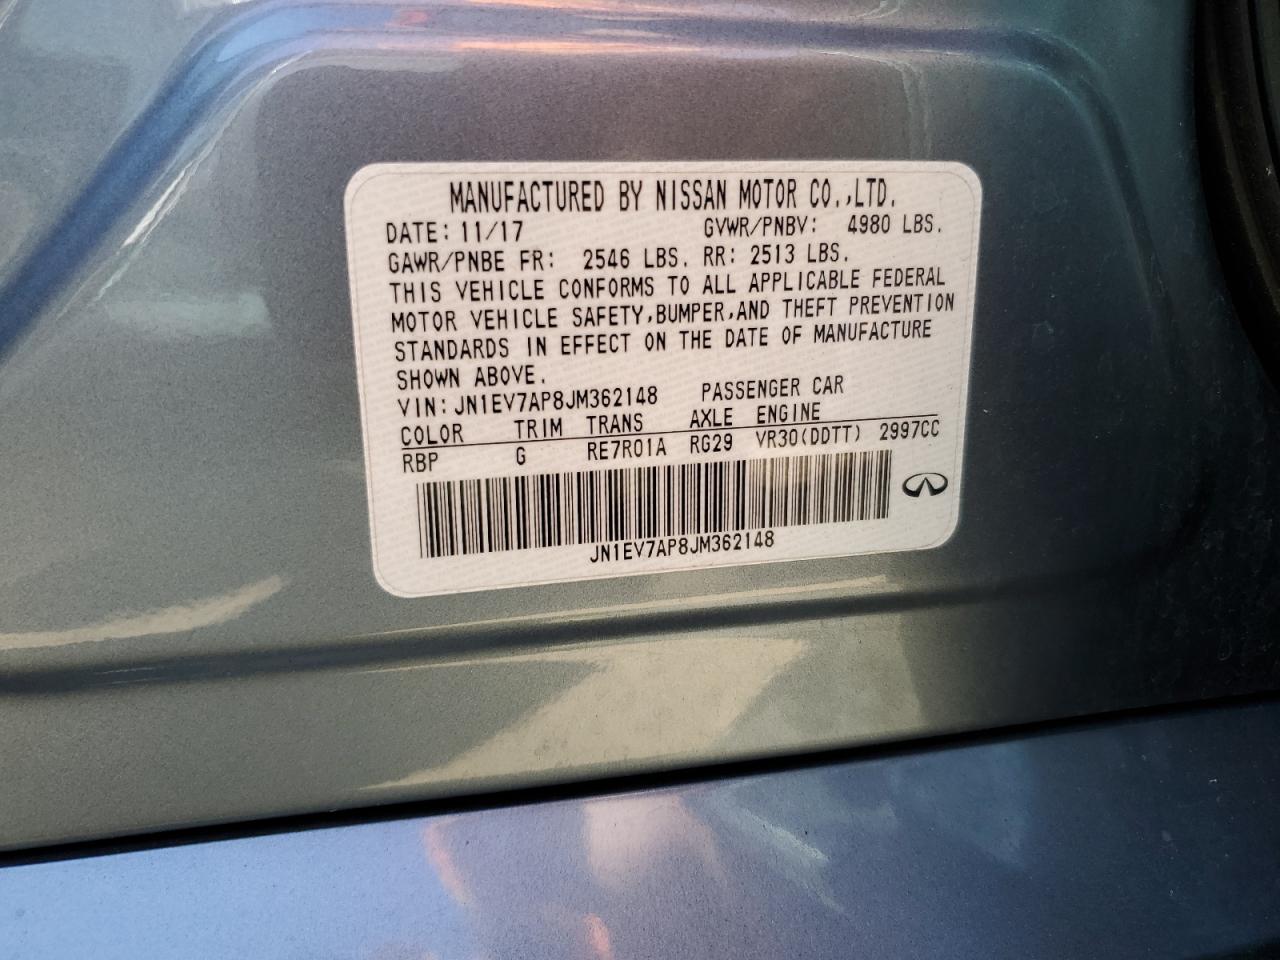 MANUFACTURED BY NISSAN MOTOR CO.,LTD.
DATE: 11/17 GVWR/PNBV: 4980 LBS.
GAWR/PNBE FR: 2546 LBS. RR: 2513 LBS.
THIS VEHICLE CONFORMS TO ALL APPLICABLE FEDERAL
MOTOR VEHICLE SAFETY,BUMPER,AND THEFT PREVENTION
STANDARDS IN EFFECT ON THE DATE OF MANUFACTURE
SHOWN ABOVE.
VIN: JN1EV7AP8JM362148 PASSENGER CAR
COLOR TRIM TRANS AXLE ENGINE
RBP G RE7R01A RG29 VR30(DDTT) 2997CC
JN1EV7AP8JM362148